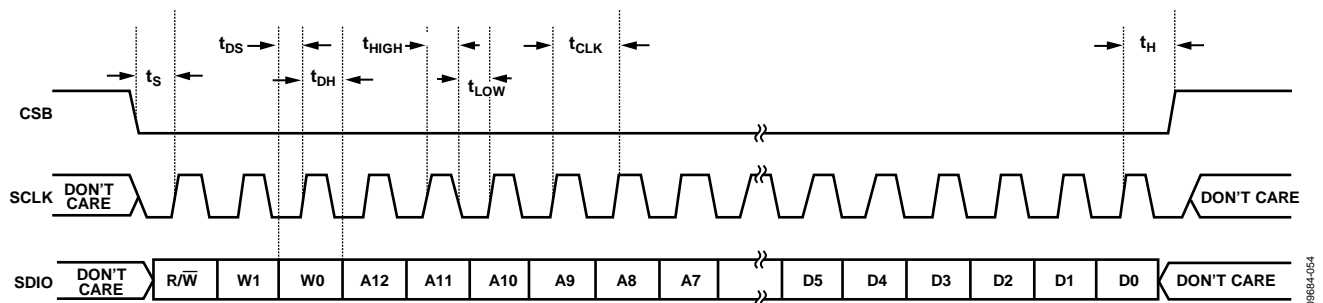 tDS
tHIGH
tCLK
tH
tS
tDH
tLOW
CSB
SCLK
DON'T
CARE
DON'T CARE
SDIO
DON'T
CARE
R/W̅
W1
W0
A12
A11
A10
A9
A8
A7
D5
D4
D3
D2
D1
D0
DON'T CARE
09684-054